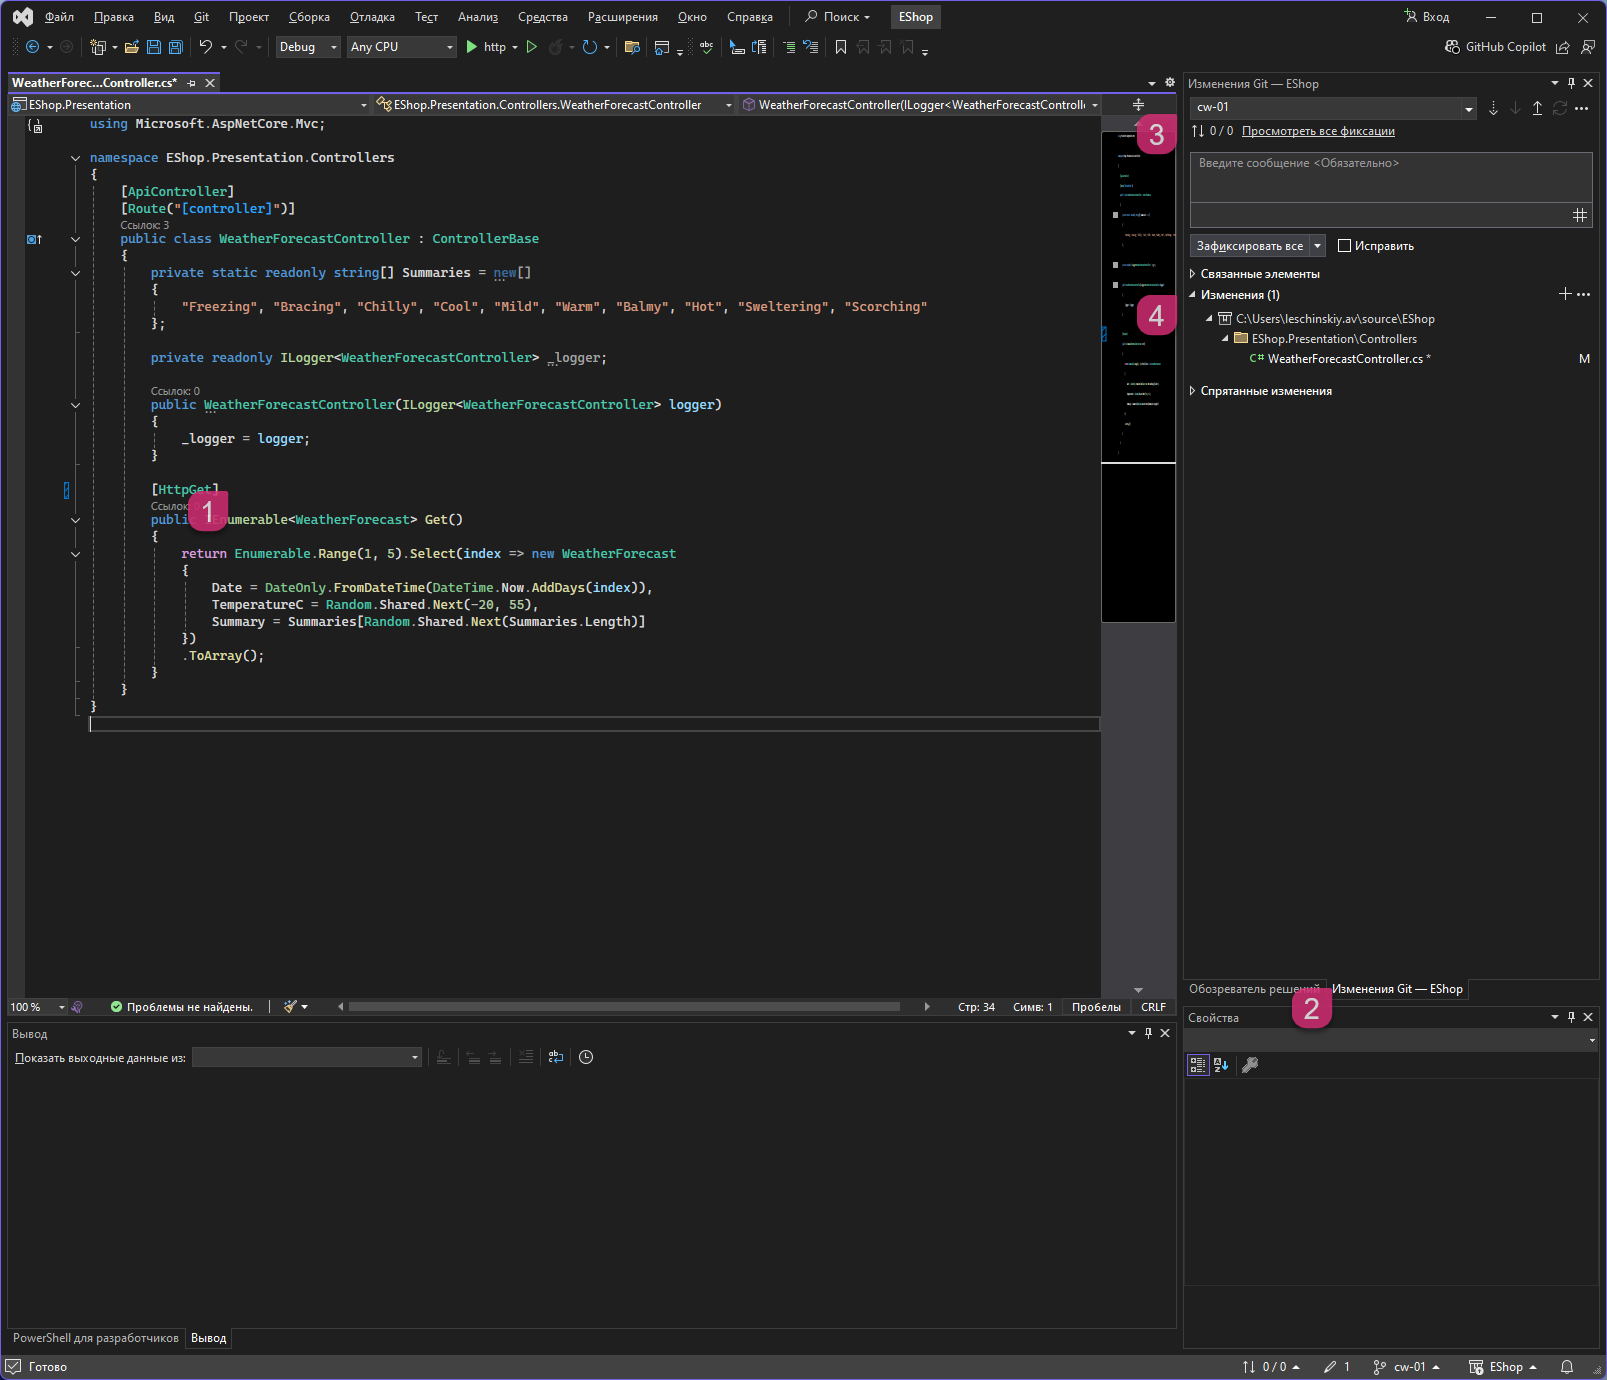 Файл Правка Вид Git Проект Сборка Отладка Тест Анализ Средства Расширения Окно Справка Поиск EShop Вход
Debug Any CPU http GitHub Copilot
WeatherForec...Controller.cs*
EShop.Presentation EShop.Presentation.Controllers.WeatherForecastController WeatherForecastController(ILogger<WeatherForecastControlle
using Microsoft.AspNetCore.Mvc;
namespace EShop.Presentation.Controllers
{
[ApiController]
[Route("[controller]")]
Ссылок: 3
public class WeatherForecastController : ControllerBase
{
private static readonly string[] Summaries = new[]
{
"Freezing", "Bracing", "Chilly", "Cool", "Mild", "Warm", "Balmy", "Hot", "Sweltering", "Scorching"
};
private readonly ILogger<WeatherForecastController> _logger;
Ссылок: 0
public WeatherForecastController(ILogger<WeatherForecastController> logger)
{
_logger = logger;
}
[HttpGet]
Ссылок
1
public IEnumerable<WeatherForecast> Get()
{
return Enumerable.Range(1, 5).Select(index => new WeatherForecast
{
Date = DateOnly.FromDateTime(DateTime.Now.AddDays(index)),
TemperatureC = Random.Shared.Next(-20, 55),
Summary = Summaries[Random.Shared.Next(Summaries.Length)]
})
.ToArray();
}
}
}
3
4
100 % Проблемы не найдены. Стр: 34 Симв: 1 Пробелы CRLF
Вывод
Показать выходные данные из:
PowerShell для разработчиков Вывод
Изменения Git — EShop
cw-01
0 / 0 Просмотреть все фиксации
Введите сообщение <Обязательно>
Зафиксировать все Исправить
Связанные элементы
Изменения (1)
C:\Users\leschinskiy.av\source\EShop
EShop.Presentation\Controllers
C# WeatherForecastController.cs * M
Спрятанные изменения
Обозреватель решений Изменения Git — EShop
2
Свойства
Готово 0 / 0 1 cw-01 EShop